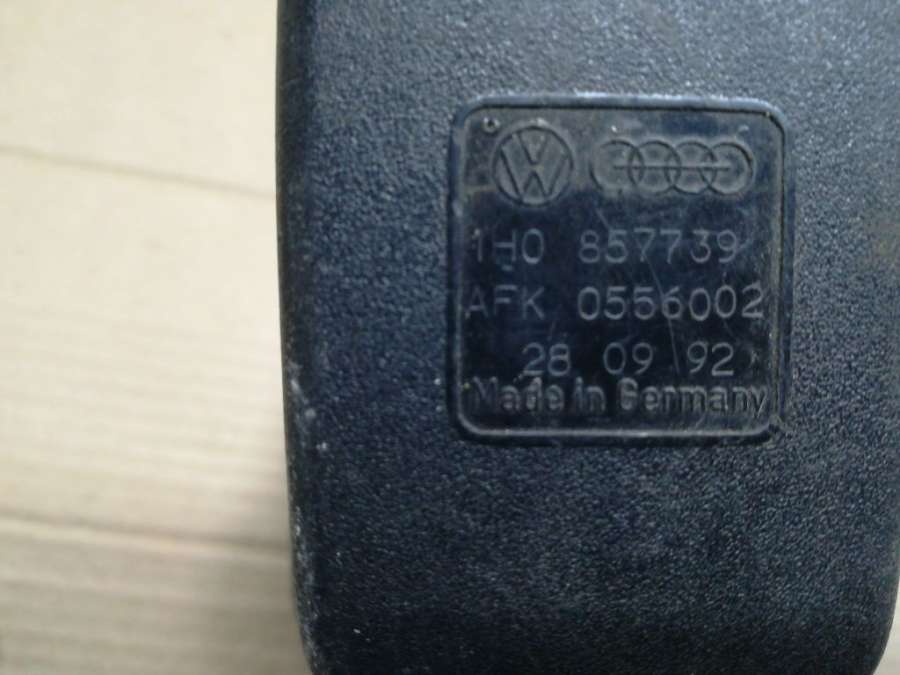 1H0 857739
AFK 0556002
28 09 92
Made in Germany